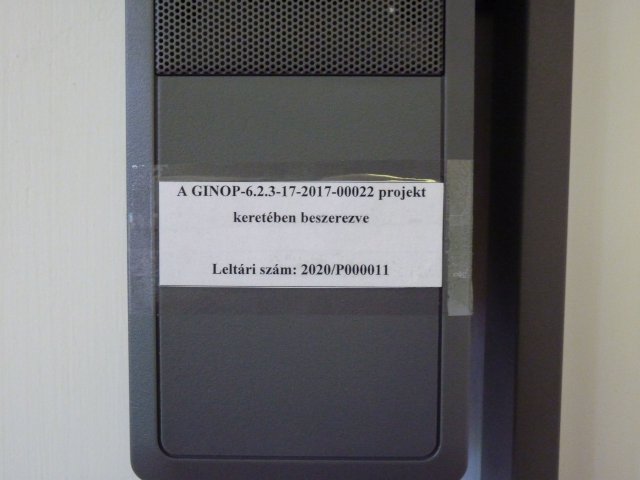 A GINOP-6.2.3-17-2017-00022 projekt
keretében beszerezve
Leltári szám: 2020/P000011